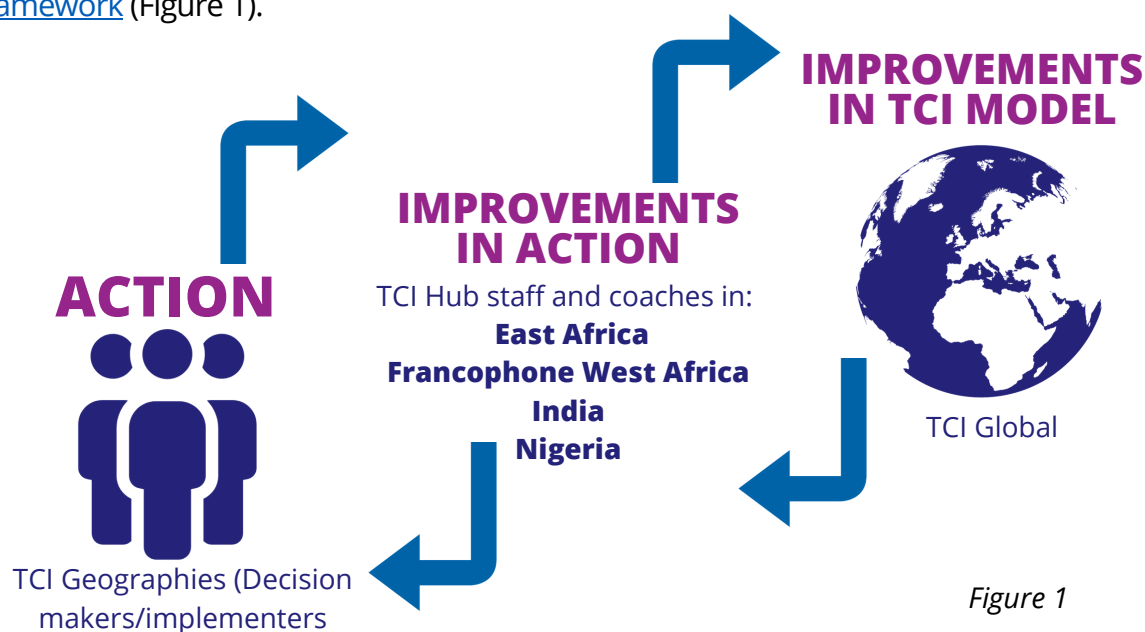 amework (Figure 1).
IMPROVEMENTS
IN TCI MODEL
IMPROVEMENTS
IN ACTION
TCI Hub staff and coaches in:
East Africa
Francophone West Africa
India
Nigeria
TCI Global
ACTION
TCI Geographies (Decision
makers/implementers
Figure 1